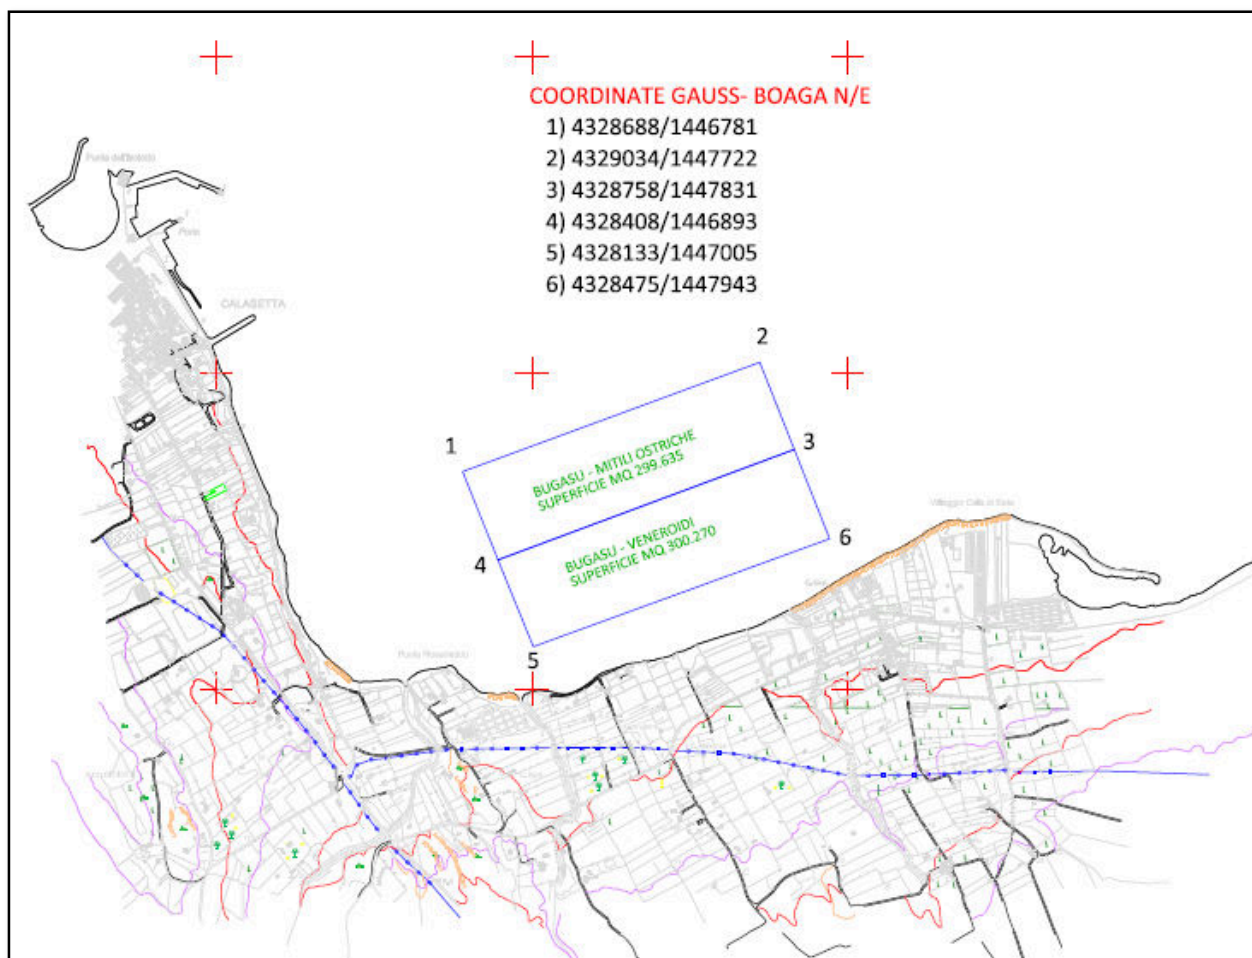 COORDINATE GAUSS- BOAGA N/E
1) 4328688/1446781
2) 4329034/1447722
3) 4328758/1447831
4) 4328408/1446893
5) 4328133/1447005
6) 4328475/1447943
Porto
CALASETTA
2
1
3
BUGASU - MITILI OSTRICHE
SUPERFICIE MQ 299.635
4
BUGASU - VENEROIDI
SUPERFICIE MQ 300.270
6
5